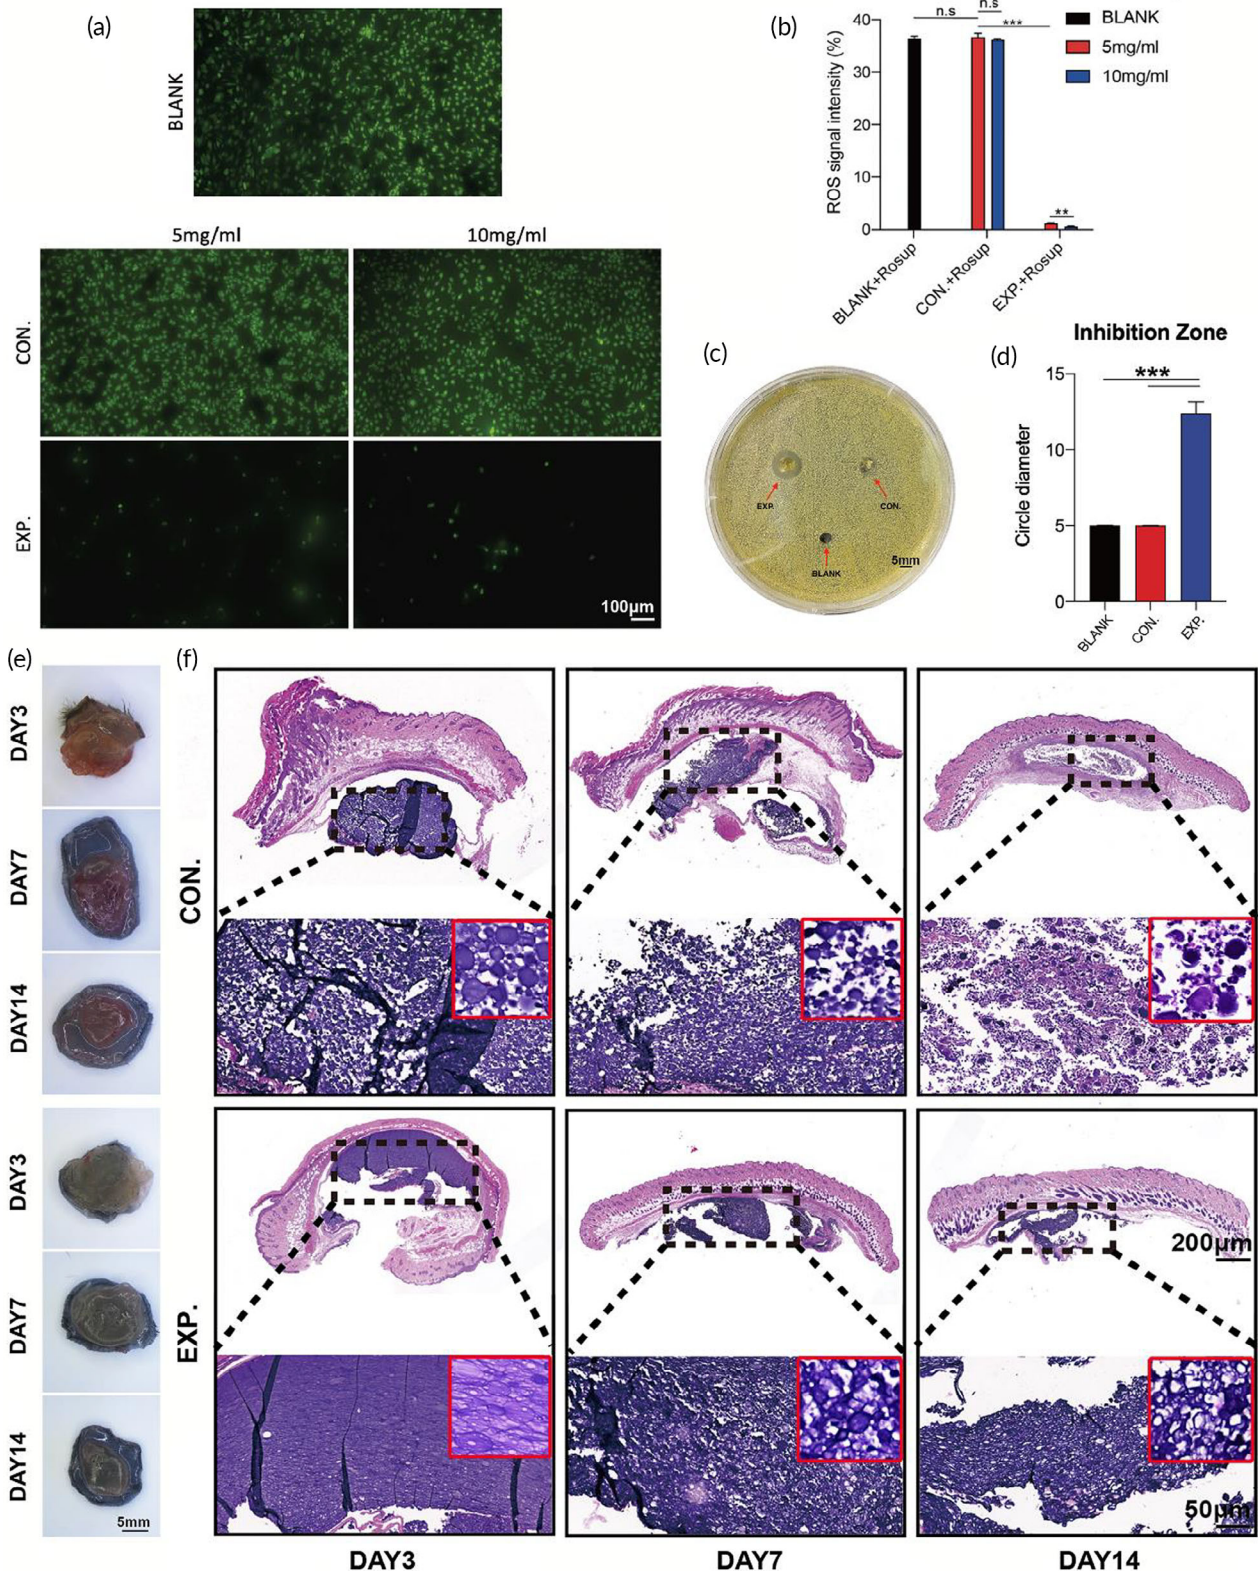 (a)
BLANK
5mg/ml
10mg/ml
CON.
EXP.
100μm
(b)
ROS signal intensity (%)
40
30
20
10
0
n.s
n.s
***
**
BLANK
5mg/ml
10mg/ml
BLANK+Rosup
CON.+Rosup
EXP.+Rosup
(c)
EXP.
CON.
BLANK
5mm
(d)
Inhibition Zone
Circle diameter
15
10
5
0
***
BLANK
CON.
EXP.
(e)
DAY3
DAY7
DAY14
DAY3
DAY7
DAY14
5mm
(f)
CON.
EXP.
200μm
50μm
DAY3
DAY7
DAY14